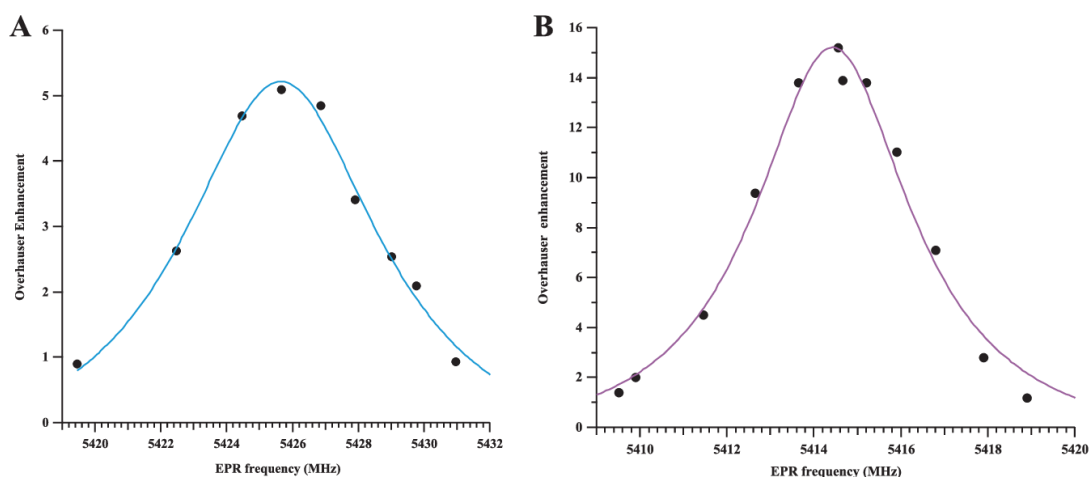 A
Overhauser Enhancement
6
5
4
3
2
1
0
5420 5422 5424 5426 5428 5430 5432
EPR frequency (MHz)
B
Overhauser enhancement
16
14
12
10
8
6
4
2
0
5410 5412 5414 5416 5418 5420
EPR frequency (MHz)